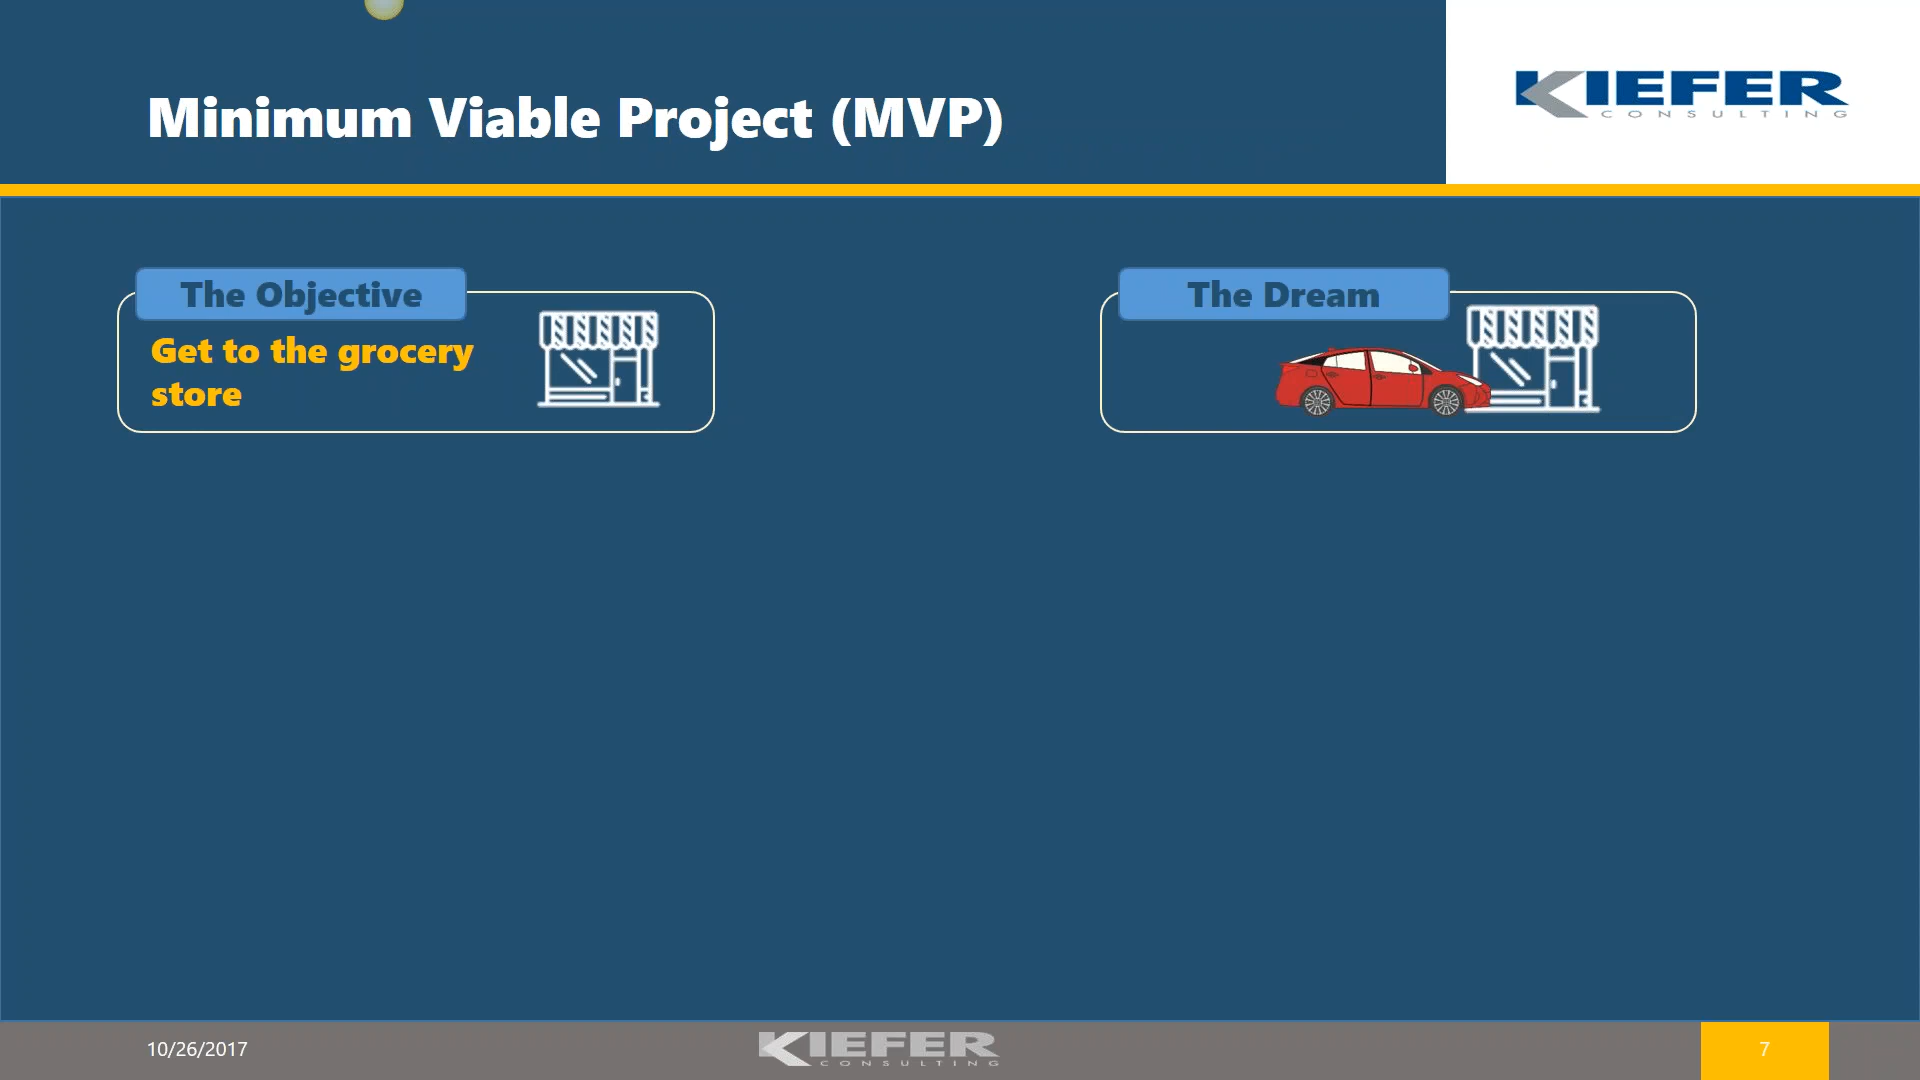 Minimum Viable Project (MVP)
KIEFER
CONSULTING
The Objective
Get to the grocery
store
The Dream
10/26/2017
KIEFER
CONSULTING
7